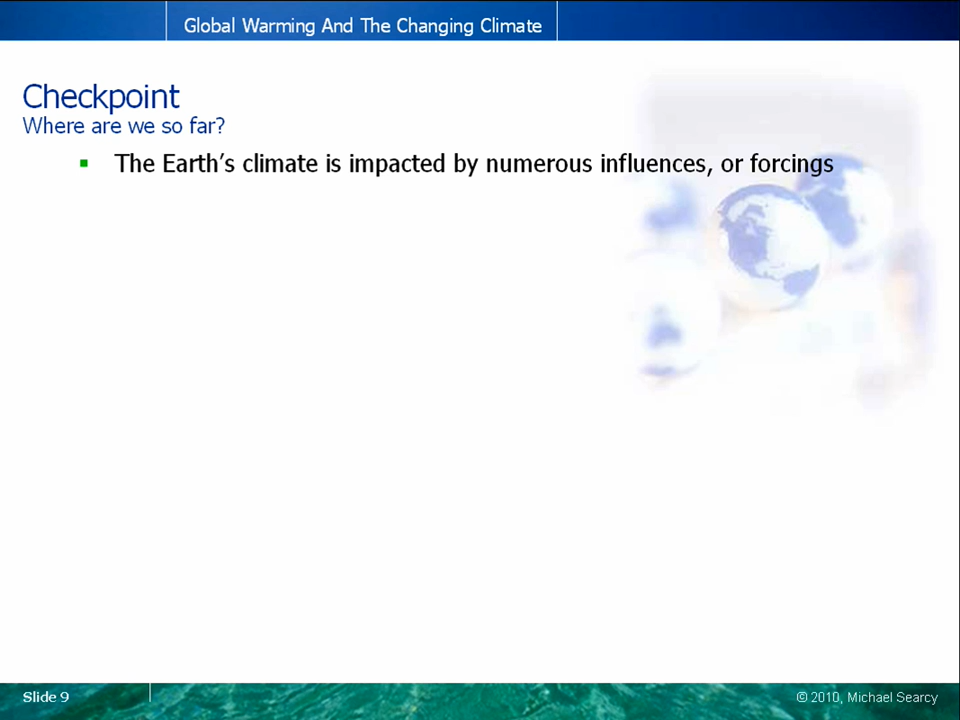 Global Warming And The Changing Climate
Checkpoint
Where are we so far?
The Earth's climate is impacted by numerous influences, or forcings
Slide 9
© 2010, Michael Searcy